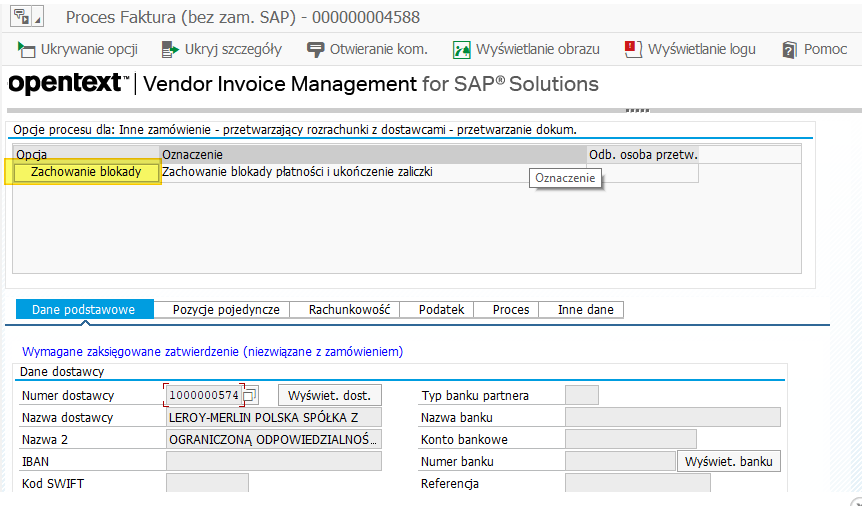 Proces Faktura (bez zam. SAP) - 000000004588
Ukrywanie opcji Ukryj szczegóły Otwieranie kom. Wyświetlanie obrazu Wyświetlanie logu Pomoc
opentext™ | Vendor Invoice Management for SAP® Solutions
Opcje procesu dla: Inne zamówienie - przetwarzający rozrachunki z dostawcami - przetwarzanie dokum.
Opcja Oznaczenie Odb. osoba przetw.
Zachowanie blokady Zachowanie blokady płatności i ukończenie zaliczki
Oznaczenie
Dane podstawowe Pozycje pojedyncze Rachunkowość Podatek Proces Inne dane
Wymagane zaksięgowane zatwierdzenie (niezwiązane z zamówieniem)
Dane dostawcy
Numer dostawcy 1000000574 Wyświet. dost. Typ banku partnera
Nazwa dostawcy LEROY-MERLIN POLSKA SPÓŁKA Z Nazwa banku
Nazwa 2 OGRANICZONĄ ODPOWIEDZIALNOŚ... Konto bankowe
IBAN Numer banku Wyświet. banku
Kod SWIFT Referencja